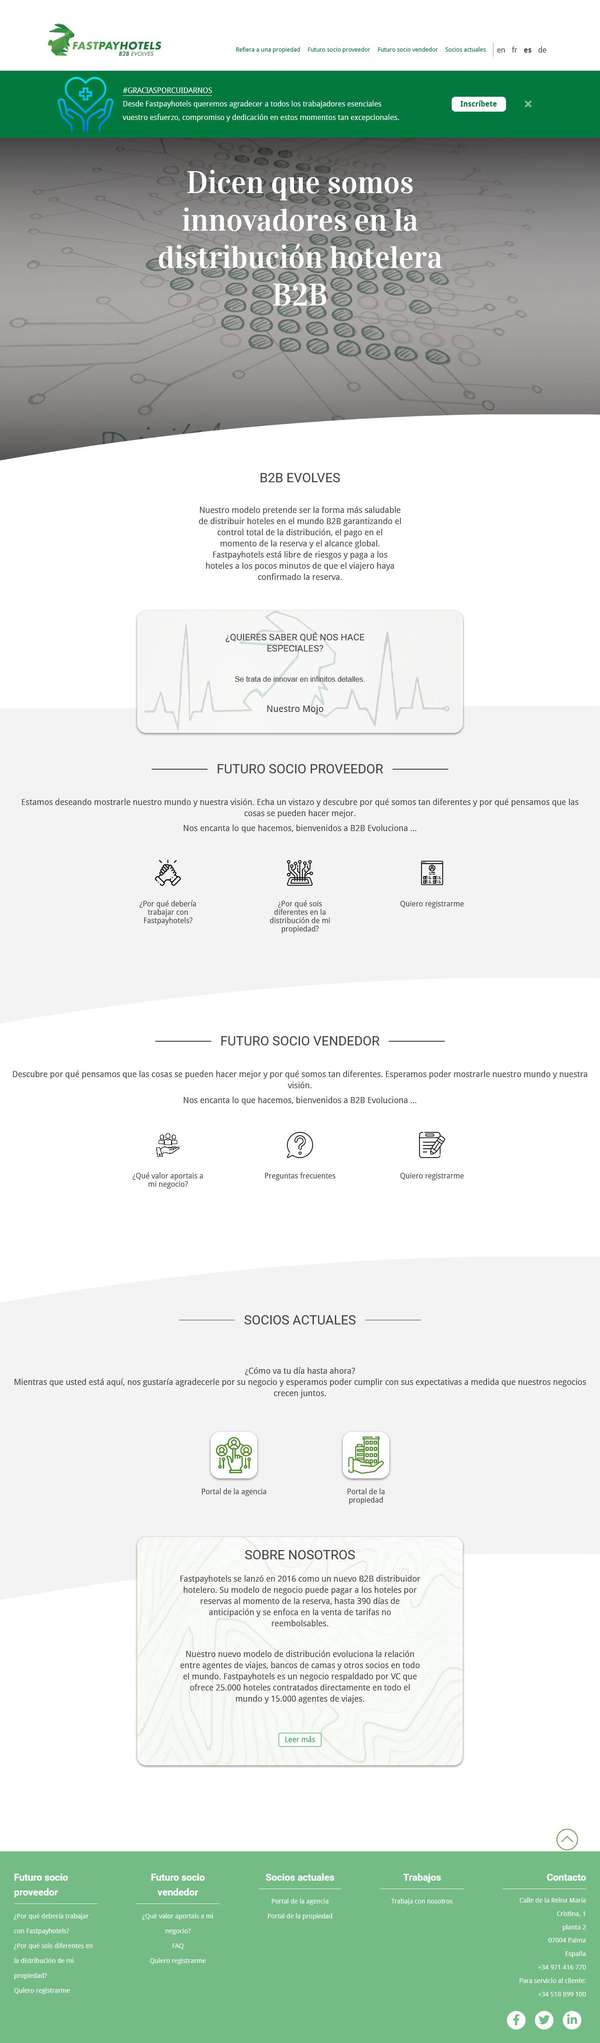 FASTPAYHOTELS
B2B EVOLVES
Refiera a una propiedad Futuro socio proveedor Futuro socio vendedor Socios actuales en fr es de
#GRACIASPORCUIDARNOS
Desde Fastpayhotels queremos agradecer a todos los trabajadores esenciales
vuestro esfuerzo, compromiso y dedicación en estos momentos tan excepcionales.
Inscríbete
Dicen que somos
innovadores en la
distribución hotelera
B2B
B2B EVOLVES
Nuestro modelo pretende ser la forma más saludable
de distribuir hoteles en el mundo B2B garantizando el
control total de la distribución, el pago en el
momento de la reserva y el alcance global.
Fastpayhotels está libre de riesgos y paga a los
hoteles a los pocos minutos de que el viajero haya
confirmado la reserva.
¿QUIERES SABER QUÉ NOS HACE
ESPECIALES?
Se trata de innovar en infinitos detalles.
Nuestro Mojo
FUTURO SOCIO PROVEEDOR
Estamos deseando mostrarle nuestro mundo y nuestra visión. Echa un vistazo y descubre por qué somos tan diferentes y por qué pensamos que las
cosas se pueden hacer mejor.
Nos encanta lo que hacemos, bienvenidos a B2B Evoluciona ...
¿Por qué debería
trabajar con
Fastpayhotels?
¿Por qué sois
diferentes en la
distribución de mi
propiedad?
Quiero registrarme
FUTURO SOCIO VENDEDOR
Descubre por qué pensamos que las cosas se pueden hacer mejor y por qué somos tan diferentes. Esperamos poder mostrarle nuestro mundo y nuestra
visión.
Nos encanta lo que hacemos, bienvenidos a B2B Evoluciona ...
¿Qué valor aportais a
mi negocio?
Preguntas frecuentes
Quiero registrarme
SOCIOS ACTUALES
¿Cómo va tu día hasta ahora?
Mientras que usted está aquí, nos gustaría agradecerle por su negocio y esperamos poder cumplir con sus expectativas a medida que nuestros negocios
crecen juntos.
Portal de la agencia
Portal de la
propiedad
SOBRE NOSOTROS
Fastpayhotels se lanzó en 2016 como un nuevo B2B distribuidor
hotelero. Su modelo de negocio puede pagar a los hoteles por
reservas al momento de la reserva, hasta 390 días de
anticipación y se enfoca en la venta de tarifas no
reembolsables.
Nuestro nuevo modelo de distribución evoluciona la relación
entre agentes de viajes, bancos de camas y otros socios en todo
el mundo. Fastpayhotels es un negocio respaldado por VC que
ofrece 25.000 hoteles contratados directamente en todo el
mundo y 15.000 agentes de viajes.
Leer más
Futuro socio
proveedor
¿Por qué debería trabajar
con Fastpayhotels?
¿Por qué sois diferentes en
la distribución de mi
propiedad?
Quiero registrarme
Futuro socio
vendedor
¿Qué valor aportais a mi
negocio?
FAQ
Quiero registrarme
Socios actuales
Portal de la agencia
Portal de la propiedad
Trabajos
Trabaja con nosotros
Contacto
Calle de la Reina María
Cristina, 1
planta 2
07004 Palma
España
+34 971 416 770
Para servicio al cliente:
+34 518 899 100